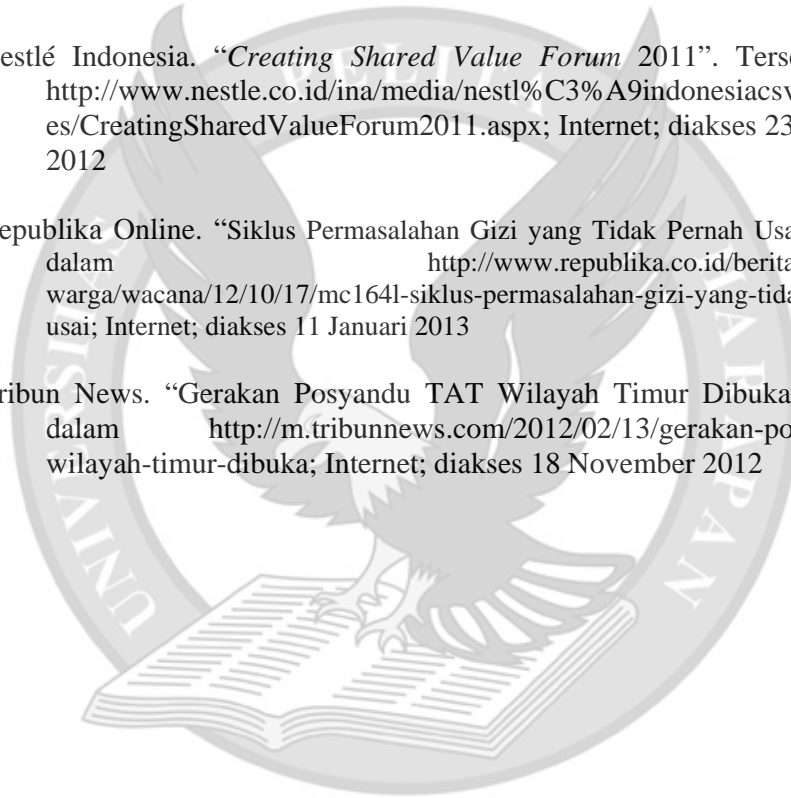 estlé Indonesia. “Creating Shared Value Forum 2011”. Terse
http://www.nestle.co.id/ina/media/nestl%C3%A9indonesiacsv
es/CreatingSharedValueForum2011.aspx; Internet; diakses 23
2012
epublika Online. “Siklus Permasalahan Gizi yang Tidak Pernah Usa
dalam http://www.republika.co.id/berita
warga/wacana/12/10/17/mc164l-siklus-permasalahan-gizi-yang-tida
usai; Internet; diakses 11 Januari 2013
ribun News. “Gerakan Posyandu TAT Wilayah Timur Dibuka
dalam http://m.tribunnews.com/2012/02/13/gerakan-po
wilayah-timur-dibuka; Internet; diakses 18 November 2012
UNIVERSITAS PELITA HARAPAN